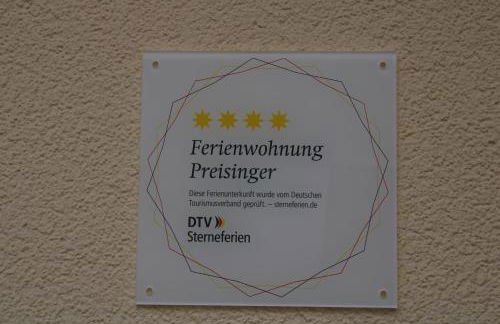 Ferienwohnung
Preisinger
Diese Ferienunterkunft wurde vom Deutschen
Tourismusverband geprüft. – sterneferien.de
DTV
Sterneferien